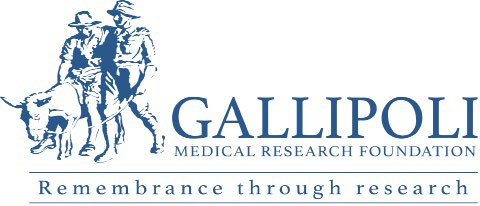 GALLIPOLI
MEDICAL RESEARCH FOUNDATION
Remembrance through research